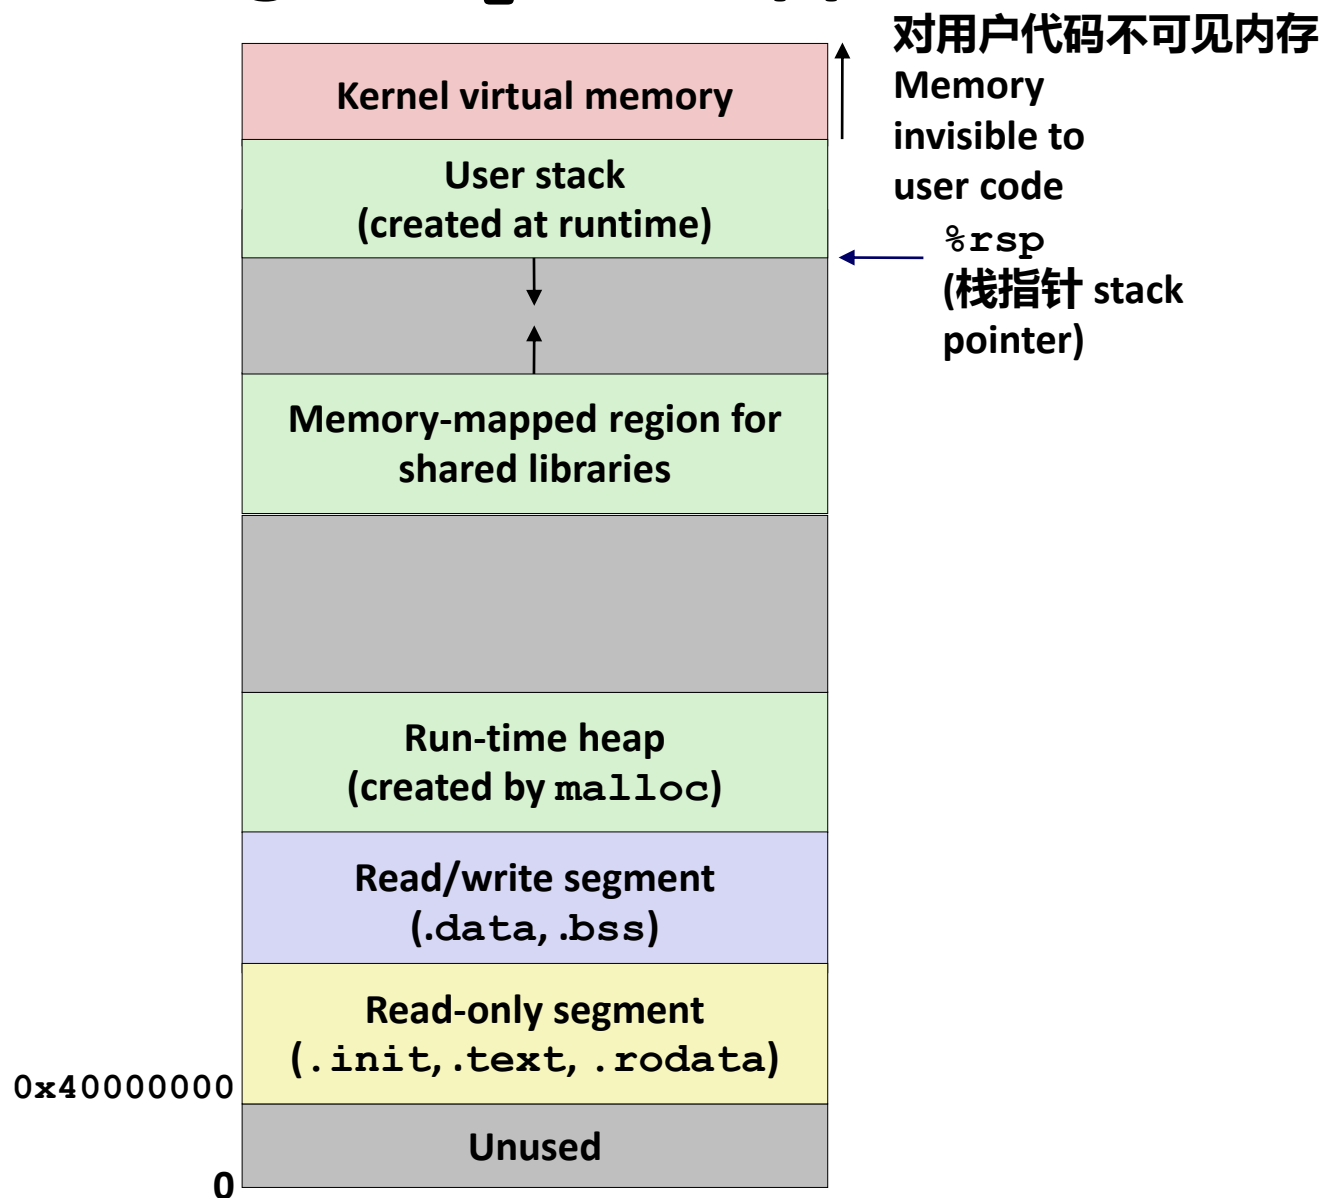 对用户代码不可见内存
Memory
invisible to
user code
Kernel virtual memory
User stack
(created at runtime)
%rsp
(栈指针 stack
pointer)
Memory-mapped region for
shared libraries
Run-time heap
(created by malloc)
Read/write segment
(.data, .bss)
Read-only segment
(.init, .text, .rodata)
0x40000000
Unused
0